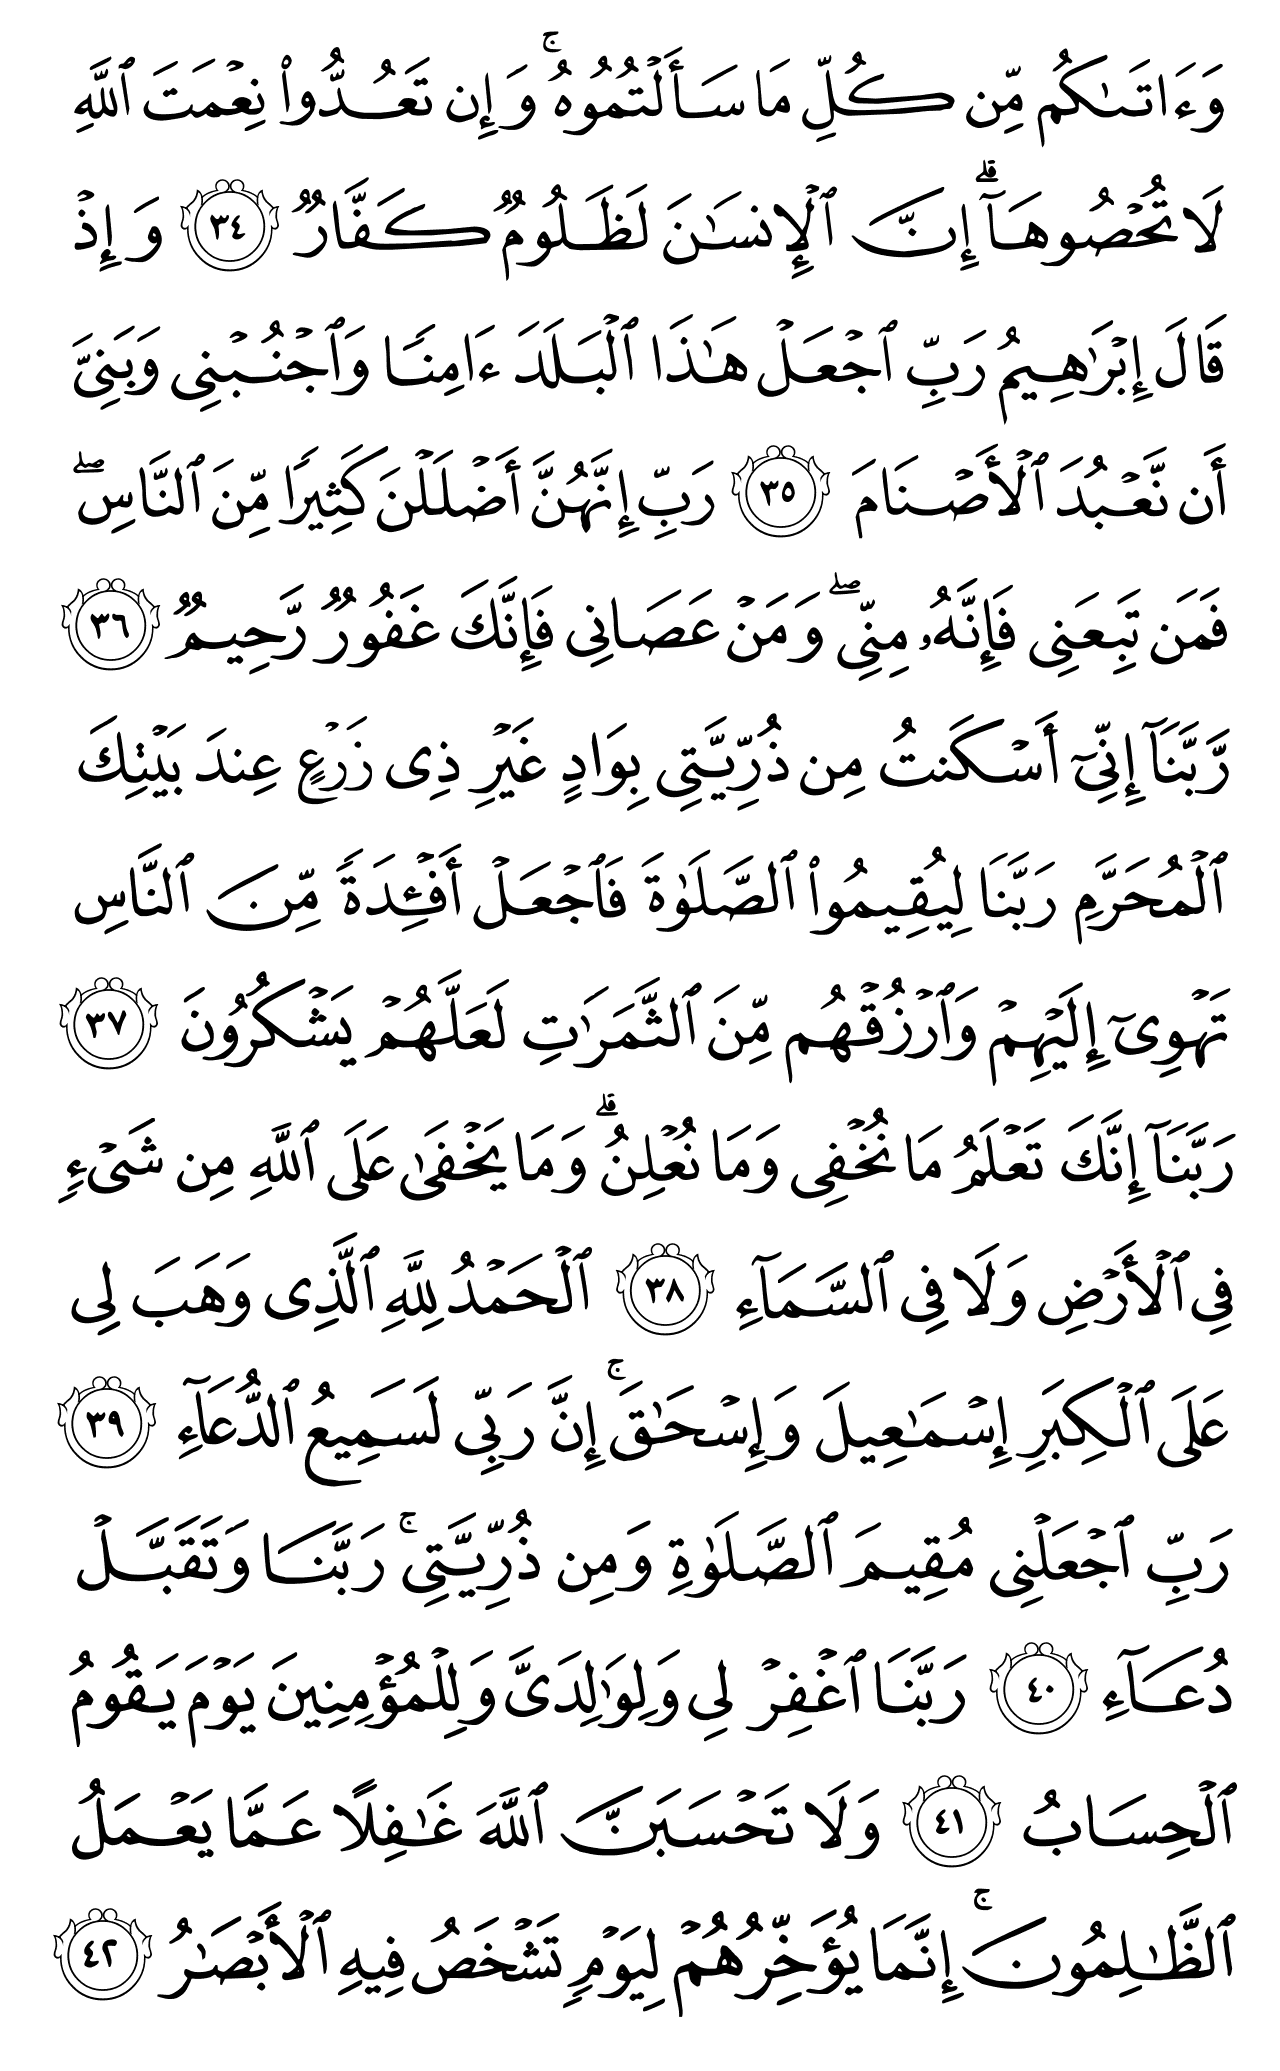 وَءَاتَىٰكُم مِّن كُلِّ مَا سَأَلْتُمُوهُ ۚ وَإِن تَعُدُّوا۟ نِعْمَتَ ٱللَّهِ
لَا تُحْصُوهَآ ۗ إِنَّ ٱلْإِنسَـٰنَ لَظَلُومٌ كَفَّارٌ ٣٤ وَإِذْ
قَالَ إِبْرَٰهِيمُ رَبِّ ٱجْعَلْ هَـٰذَا ٱلْبَلَدَ ءَامِنًا وَٱجْنُبْنِى وَبَنِىَّ
أَن نَّعْبُدَ ٱلْأَصْنَامَ ٣٥ رَبِّ إِنَّهُنَّ أَضْلَلْنَ كَثِيرًا مِّنَ ٱلنَّاسِ ۖ
فَمَن تَبِعَنِى فَإِنَّهُۥ مِنِّى ۖ وَمَنْ عَصَانِى فَإِنَّكَ غَفُورٌ رَّحِيمٌ ٣٦
رَّبَّنَآ إِنِّىٓ أَسْكَنتُ مِن ذُرِّيَّتِى بِوَادٍ غَيْرِ ذِى زَرْعٍ عِندَ بَيْتِكَ
ٱلْمُحَرَّمِ رَبَّنَا لِيُقِيمُوا۟ ٱلصَّلَوٰةَ فَٱجْعَلْ أَفْـِٔدَةً مِّنَ ٱلنَّاسِ
تَهْوِىٓ إِلَيْهِمْ وَٱرْزُقْهُم مِّنَ ٱلثَّمَرَٰتِ لَعَلَّهُمْ يَشْكُرُونَ ٣٧
رَبَّنَآ إِنَّكَ تَعْلَمُ مَا نُخْفِى وَمَا نُعْلِنُ ۗ وَمَا يَخْفَىٰ عَلَى ٱللَّهِ مِن شَىْءٍ
فِى ٱلْأَرْضِ وَلَا فِى ٱلسَّمَآءِ ٣٨ ٱلْحَمْدُ لِلَّهِ ٱلَّذِى وَهَبَ لِى
عَلَى ٱلْكِبَرِ إِسْمَـٰعِيلَ وَإِسْحَـٰقَ ۚ إِنَّ رَبِّى لَسَمِيعُ ٱلدُّعَآءِ ٣٩
رَبِّ ٱجْعَلْنِى مُقِيمَ ٱلصَّلَوٰةِ وَمِن ذُرِّيَّتِى ۚ رَبَّنَا وَتَقَبَّلْ
دُعَآءِ ٤٠ رَبَّنَا ٱغْفِرْ لِى وَلِوَٰلِدَىَّ وَلِلْمُؤْمِنِينَ يَوْمَ يَقُومُ
ٱلْحِسَابُ ٤١ وَلَا تَحْسَبَنَّ ٱللَّهَ غَـٰفِلًا عَمَّا يَعْمَلُ
ٱلظَّـٰلِمُونَ ۚ إِنَّمَا يُؤَخِّرُهُمْ لِيَوْمٍ تَشْخَصُ فِيهِ ٱلْأَبْصَـٰرُ ٤٢